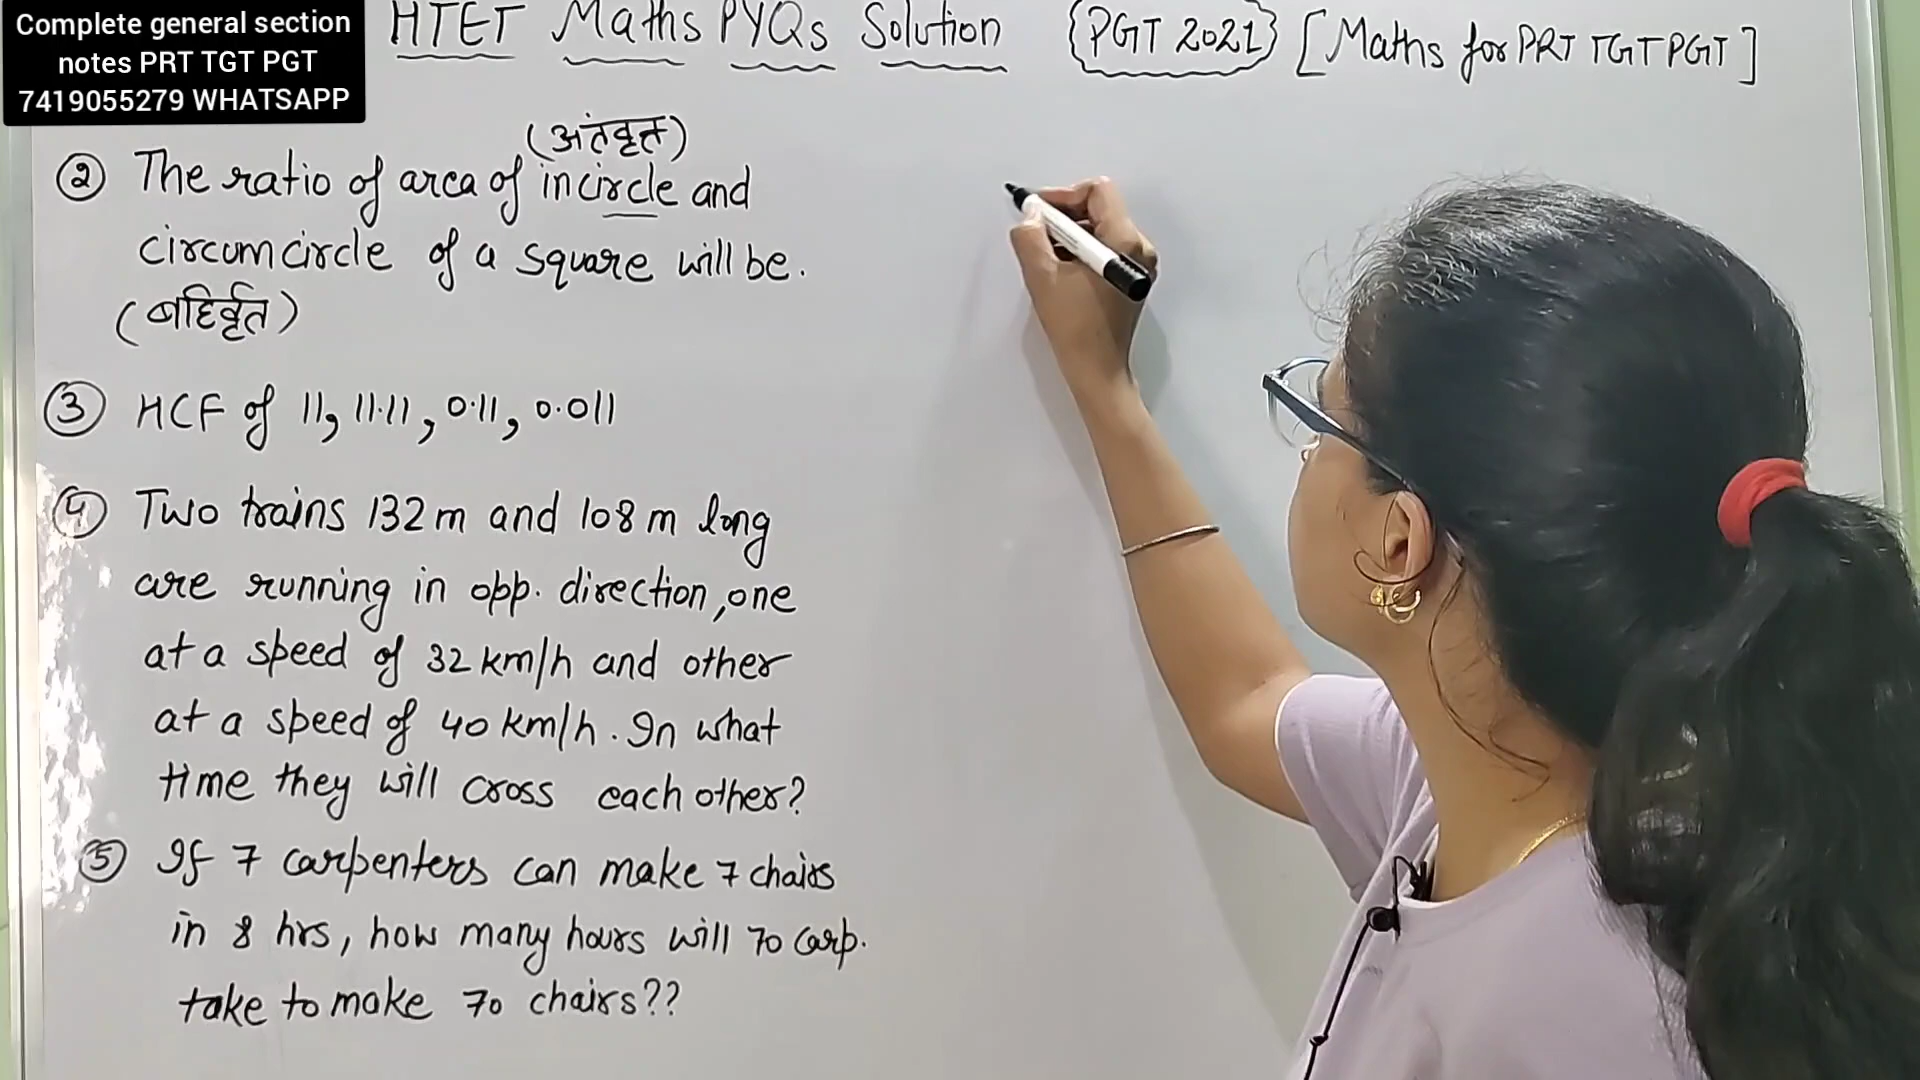 Complete general section
notes PRT TGT PGT
7419055279 WHATSAPP
HTET Maths PYQs Solution {PGT 2021} [Maths for PRT TGT PGT]
(अंतवृत्त)
② The ratio of area of incircle and
circumcircle of a square will be.
(बहिर्वृत)
③ HCF of 11, 11.11, 0.11, 0.011
④ Two trains 132 m and 108 m long
are running in opp. direction, one
at a speed of 32 km/h and other
at a speed of 40 km/h. In what
time they will cross each other?
⑤ If 7 carpenters can make 7 chairs
in 8 hrs, how many hours will 70 carp.
take to make 70 chairs??